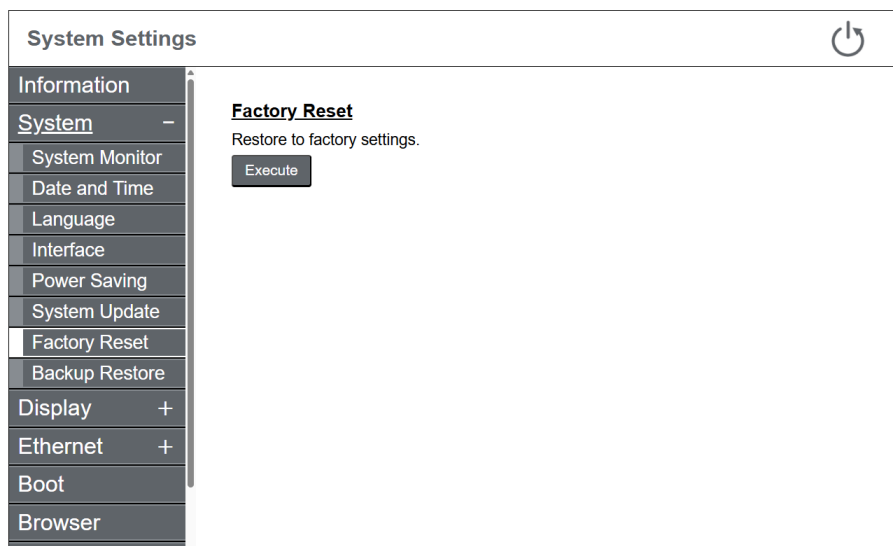 System Settings
Information
System −
System Monitor
Date and Time
Language
Interface
Power Saving
System Update
Factory Reset
Backup Restore
Display +
Ethernet +
Boot
Browser
Factory Reset
Restore to factory settings.
Execute